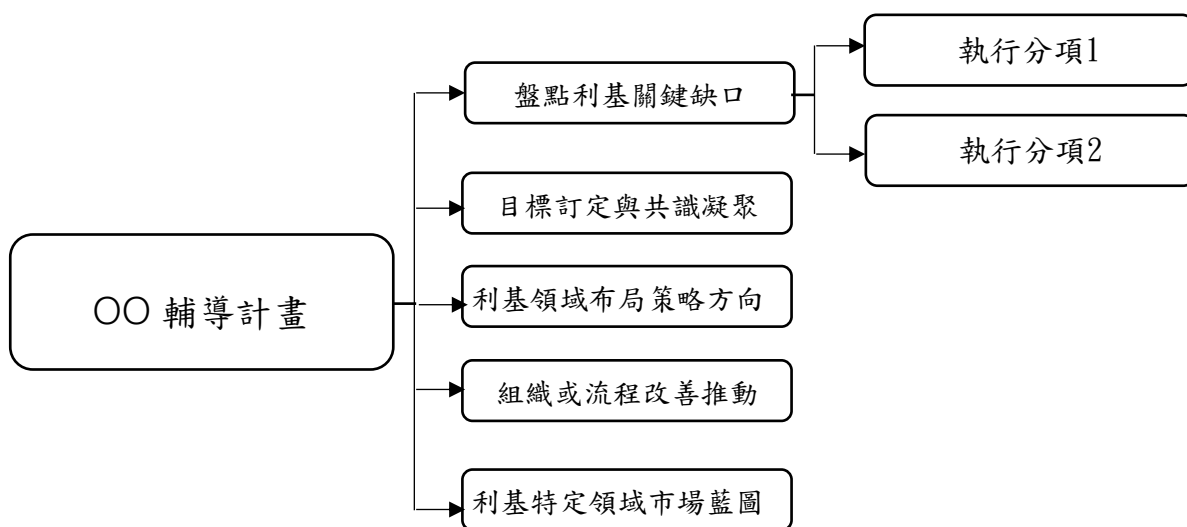 OO 輔導計畫
盤點利基關鍵缺口
執行分項1
執行分項2
目標訂定與共識凝聚
利基領域布局策略方向
組織或流程改善推動
利基特定領域市場藍圖